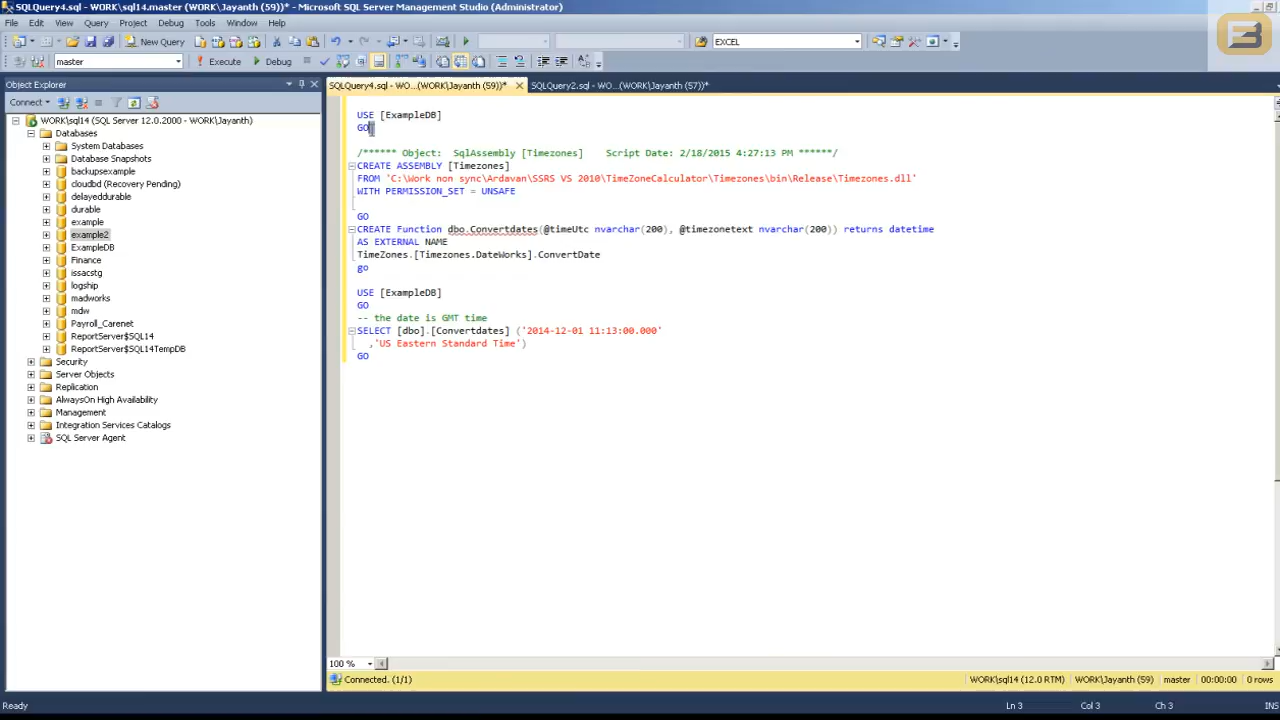 SQLQuery4.sql - WORK\sql14.master (WORK\Jayanth (59))* - Microsoft SQL Server Management Studio (Administrator)
File Edit View Query Project Debug Tools Window Help
New Query EXCEL
master Execute Debug
Object Explorer
SQLQuery4.sql - WO...(WORK\Jayanth (59))* SQLQuery2.sql - WO...(WORK\Jayanth (57))*
Connect
WORK\sql14 (SQL Server 12.0.2000 - WORK\Jayanth)
Databases
System Databases
Database Snapshots
backupsexample
cloudbd (Recovery Pending)
delayeddurable
durable
example
example2
ExampleDB
Finance
issacstg
logship
madworks
mdw
Payroll_Carenet
ReportServer$SQL14
ReportServer$SQL14TempDB
Security
Server Objects
Replication
AlwaysOn High Availability
Management
Integration Services Catalogs
SQL Server Agent
USE [ExampleDB]
GO
/****** Object: SqlAssembly [Timezones] Script Date: 2/18/2015 4:27:13 PM ******/
CREATE ASSEMBLY [Timezones]
FROM 'C:\Work non sync\Ardavan\SSRS VS 2010\TimeZoneCalculator\Timezones\bin\Release\Timezones.dll'
WITH PERMISSION_SET = UNSAFE
GO
CREATE Function dbo.Convertdates(@timeUtc nvarchar(200), @timezonetext nvarchar(200)) returns datetime
AS EXTERNAL NAME
TimeZones.[Timezones.DateWorks].ConvertDate
go
USE [ExampleDB]
GO
-- the date is GMT time
SELECT [dbo].[Convertdates] ('2014-12-01 11:13:00.000'
,'US Eastern Standard Time')
GO
100 %
Connected. (1/1) WORK\sql14 (12.0 RTM) WORK\Jayanth (59) master 00:00:00 0 rows
Ready Ln 3 Col 3 Ch 3 INS